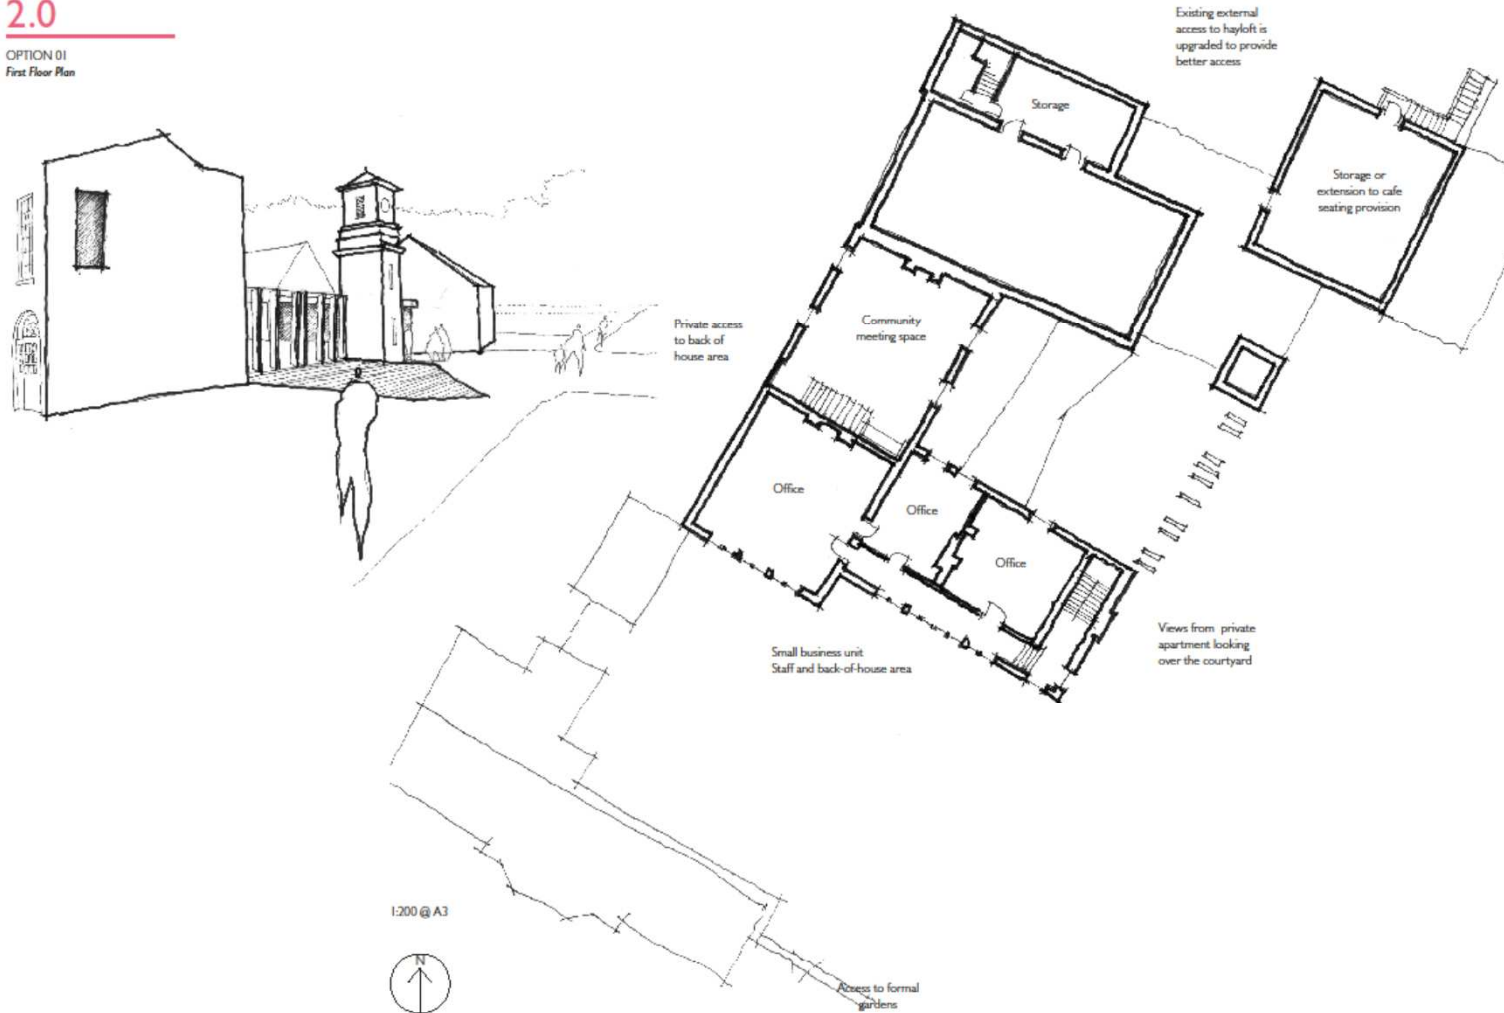 2.0
OPTION 01
First Floor Plan
Existing external
access to hayloft is
upgraded to provide
better access
Storage
Storage or
extension to cafe
seating provision
Private access
to back of
house area
Community
meeting space
Office
Office
Office
Small business unit
Staff and back-of-house area
Views from private
apartment looking
over the courtyard
1:200 @ A3
N
Access to formal
gardens